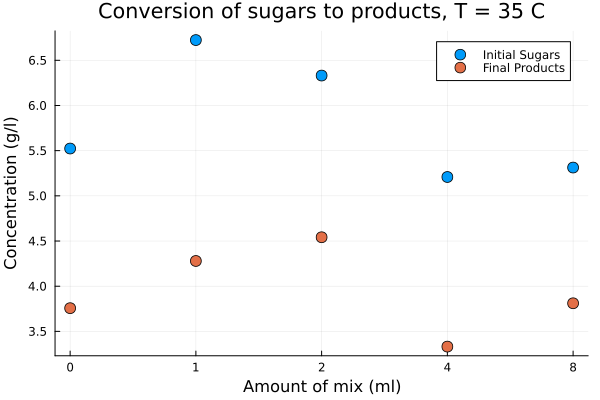 Conversion of sugars to products, T = 35 C
Initial Sugars
Final Products
Concentration (g/l)
6.5
6.0
5.5
5.0
4.5
4.0
3.5
0 1 2 4 8
Amount of mix (ml)